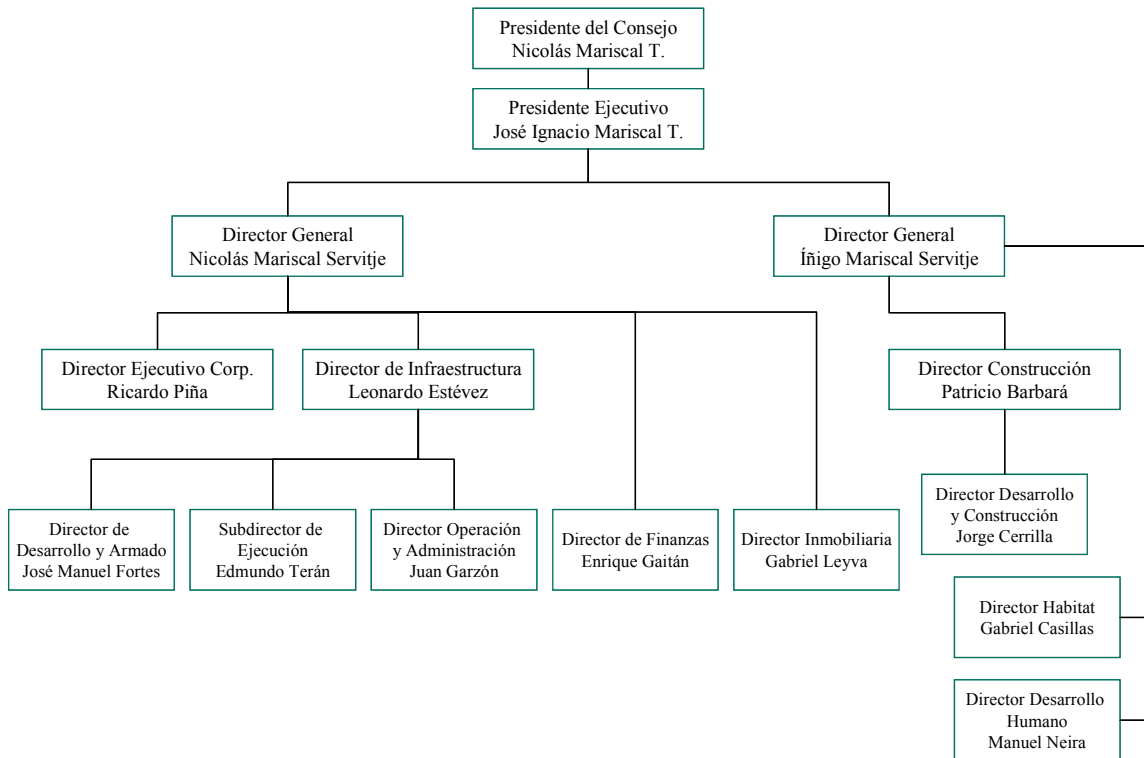 Presidente del Consejo
Nicolás Mariscal T.
Presidente Ejecutivo
José Ignacio Mariscal T.
Director General
Nicolás Mariscal Servitje
Director General
Íñigo Mariscal Servitje
Director Ejecutivo Corp.
Ricardo Piña
Director de Infraestructura
Leonardo Estévez
Director Construcción
Patricio Barbará
Director de
Desarrollo y Armado
José Manuel Fortes
Subdirector de
Ejecución
Edmundo Terán
Director Operación
y Administración
Juan Garzón
Director de Finanzas
Enrique Gaitán
Director Inmobiliaria
Gabriel Leyva
Director Desarrollo
y Construcción
Jorge Cerrilla
Director Habitat
Gabriel Casillas
Director Desarrollo
Humano
Manuel Neira